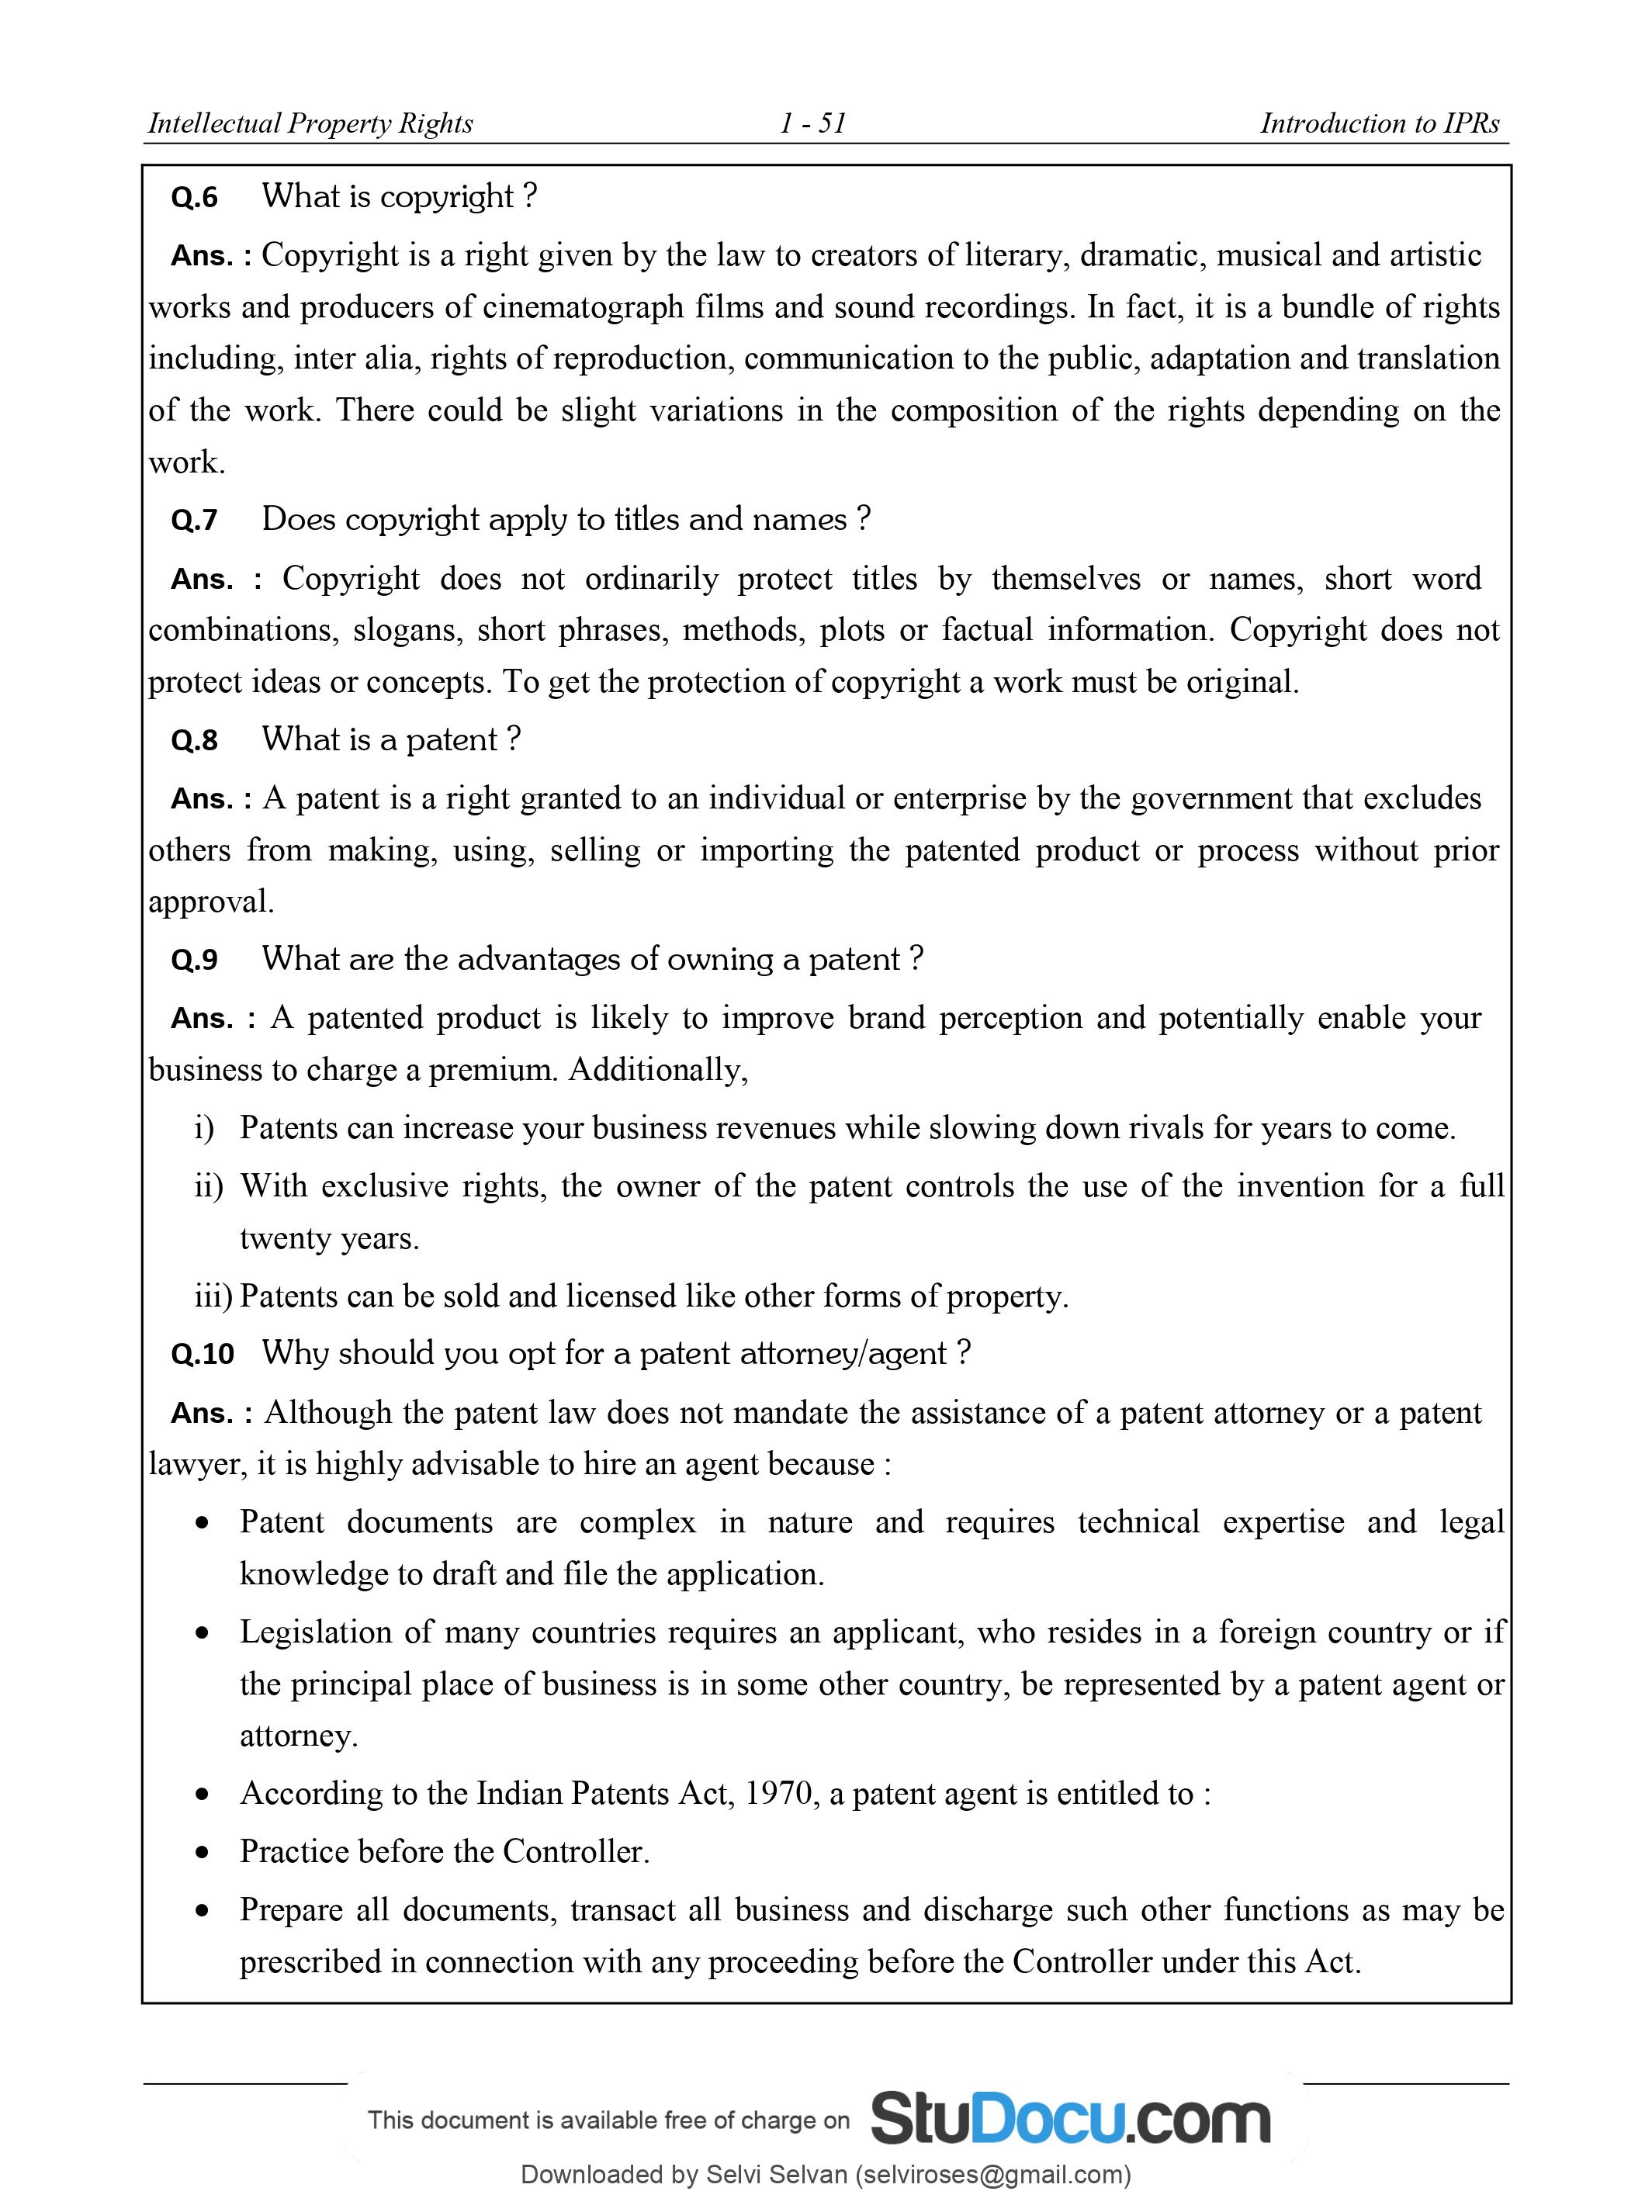 Intellectual Property Rights 1 - 51 Introduction to IPRs
Q.6 What is copyright ?
Ans. : Copyright is a right given by the law to creators of literary, dramatic, musical and artistic
works and producers of cinematograph films and sound recordings. In fact, it is a bundle of rights
including, inter alia, rights of reproduction, communication to the public, adaptation and translation
of the work. There could be slight variations in the composition of the rights depending on the
work.
Q.7 Does copyright apply to titles and names ?
Ans. : Copyright does not ordinarily protect titles by themselves or names, short word
combinations, slogans, short phrases, methods, plots or factual information. Copyright does not
protect ideas or concepts. To get the protection of copyright a work must be original.
Q.8 What is a patent ?
Ans. : A patent is a right granted to an individual or enterprise by the government that excludes
others from making, using, selling or importing the patented product or process without prior
approval.
Q.9 What are the advantages of owning a patent ?
Ans. : A patented product is likely to improve brand perception and potentially enable your
business to charge a premium. Additionally,
i) Patents can increase your business revenues while slowing down rivals for years to come.
ii) With exclusive rights, the owner of the patent controls the use of the invention for a full
twenty years.
iii) Patents can be sold and licensed like other forms of property.
Q.10 Why should you opt for a patent attorney/agent ?
Ans. : Although the patent law does not mandate the assistance of a patent attorney or a patent
lawyer, it is highly advisable to hire an agent because :
• Patent documents are complex in nature and requires technical expertise and legal
knowledge to draft and file the application.
• Legislation of many countries requires an applicant, who resides in a foreign country or if
the principal place of business is in some other country, be represented by a patent agent or
attorney.
• According to the Indian Patents Act, 1970, a patent agent is entitled to :
• Practice before the Controller.
• Prepare all documents, transact all business and discharge such other functions as may be
prescribed in connection with any proceeding before the Controller under this Act.
This document is available free of charge on StuDocu.com
Downloaded by Selvi Selvan (selviroses@gmail.com)